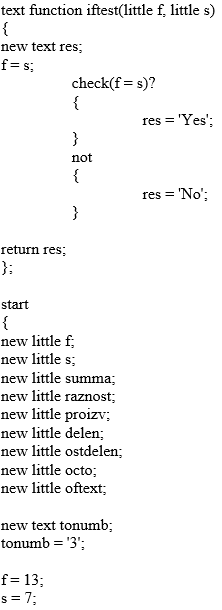 text function iftest(little f, little s)
{
new text res;
f = s;
check(f = s)?
{
res = 'Yes';
}
not
{
res = 'No';
}
return res;
};
start
{
new little f;
new little s;
new little summa;
new little raznost;
new little proizv;
new little delen;
new little ostdelen;
new little octo;
new little oftext;
new text tonumb;
tonumb = '3';
f = 13;
s = 7;